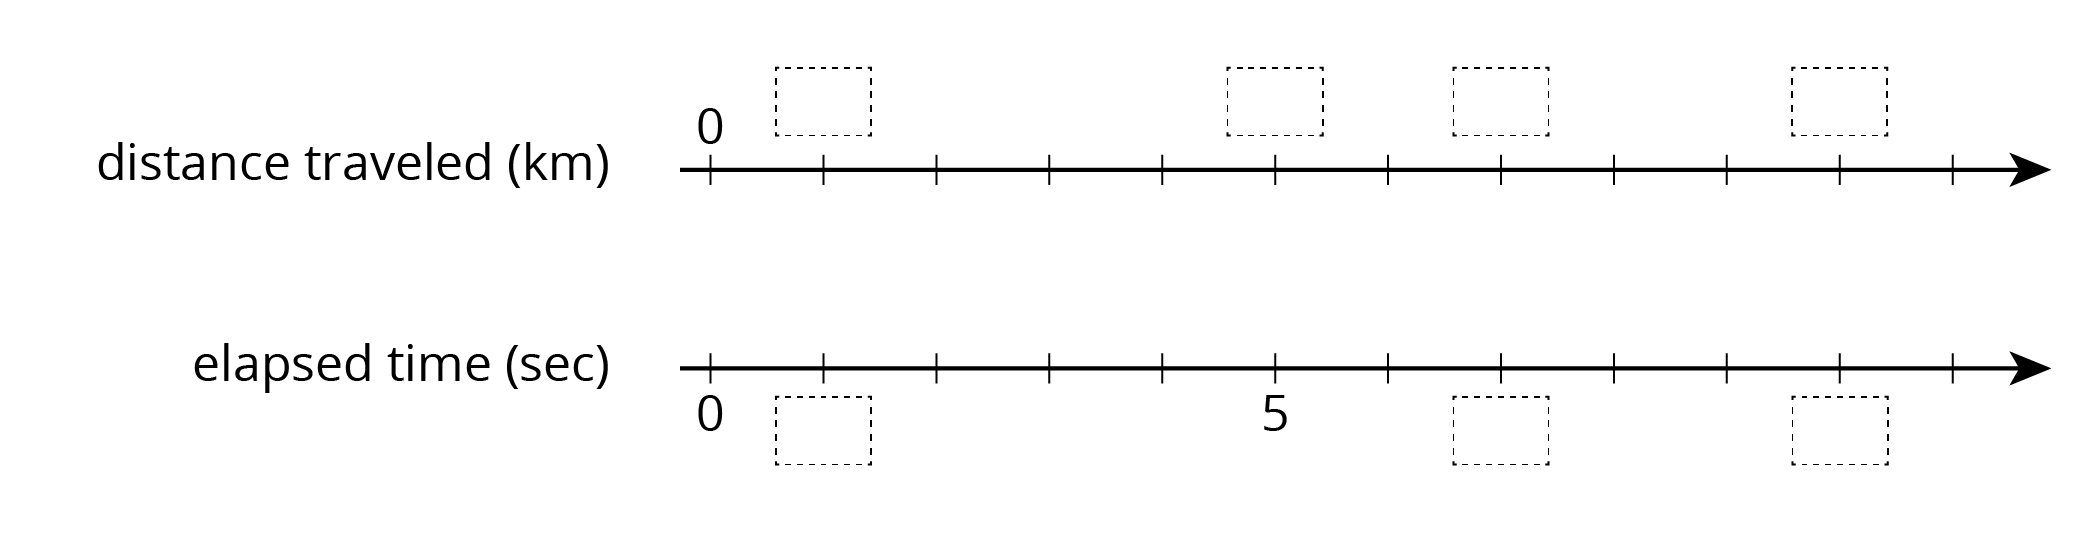 0
distance traveled (km)
elapsed time (sec)
0 5